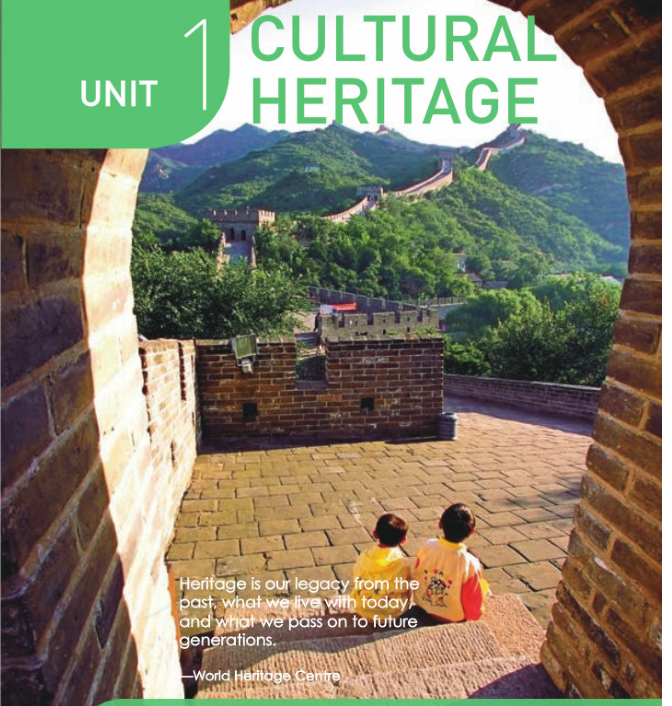 UNIT 1
CULTURAL
HERITAGE
Heritage is our legacy from the
past, what we live with today,
and what we pass on to future
generations.
—World Heritage Centre